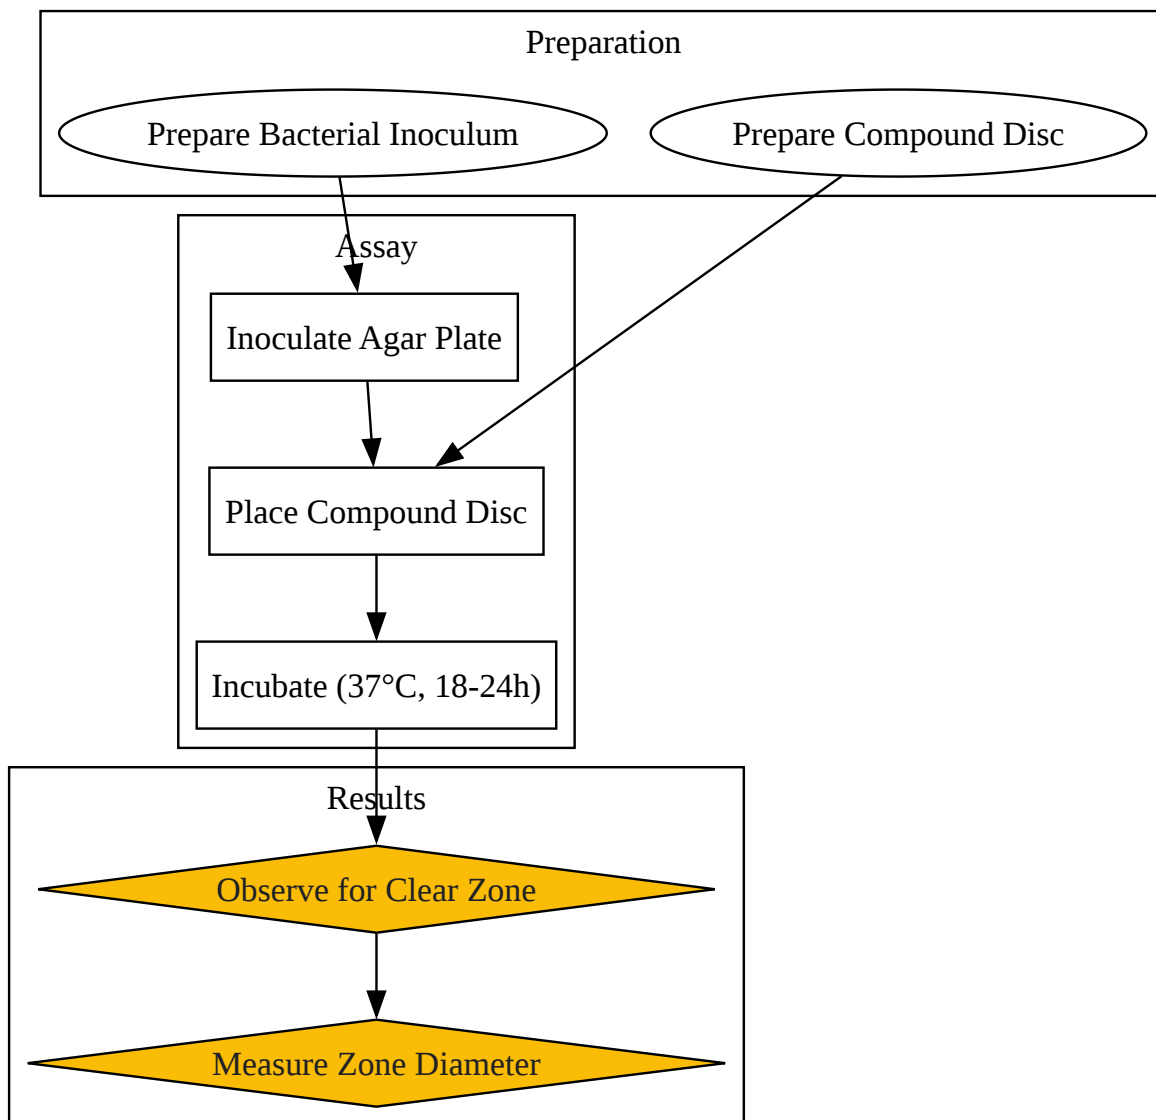 Preparation
Prepare Bacterial Inoculum
Prepare Compound Disc
Assay
Inoculate Agar Plate
Place Compound Disc
Incubate (37°C, 18-24h)
Results
Observe for Clear Zone
Measure Zone Diameter